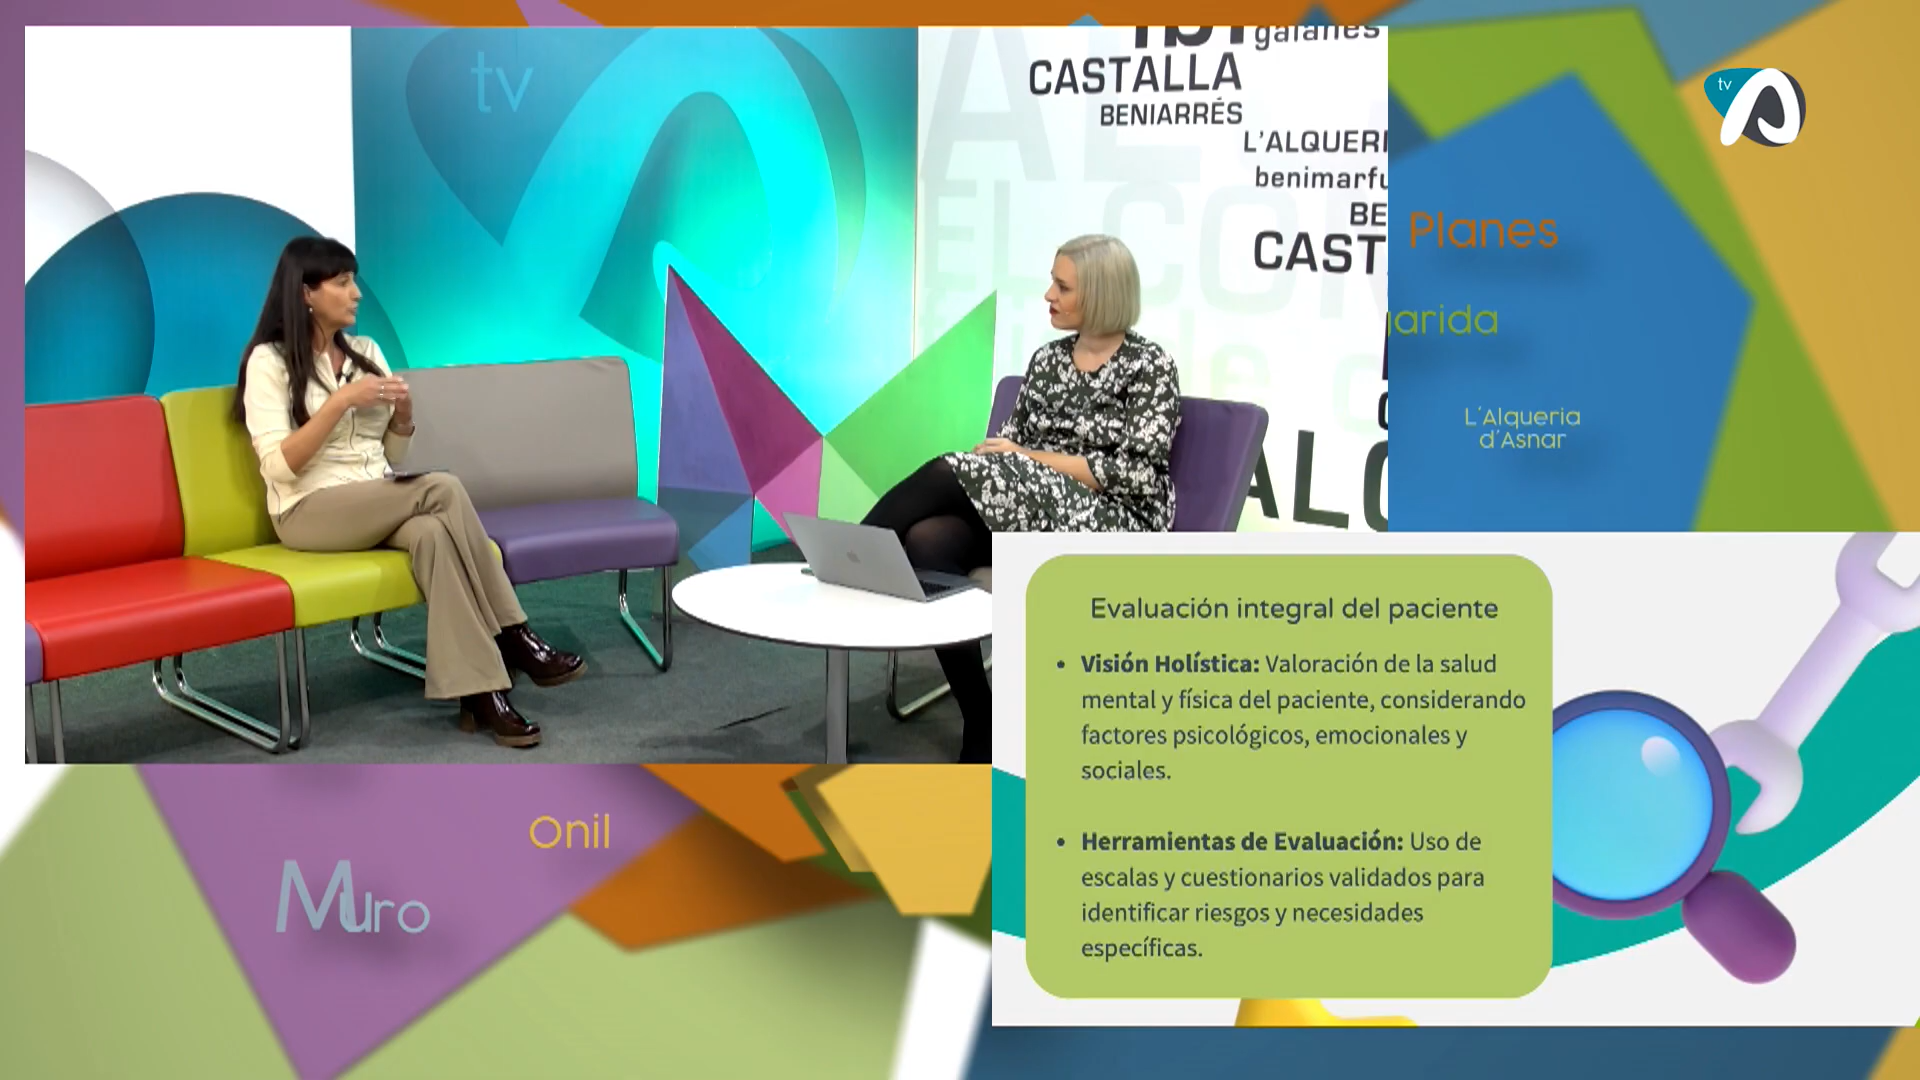 tv
galanes
CASTALLA
BENIARRÉS
L'ALQUERI
benimarfu
BE
CAST
tv
Planes
garida
L'Alqueria
d'Asnar
Evaluación integral del paciente
• Visión Holística: Valoración de la salud
mental y física del paciente, considerando
factores psicológicos, emocionales y
sociales.
• Herramientas de Evaluación: Uso de
escalas y cuestionarios validados para
identificar riesgos y necesidades
específicas.
Onil
Muro